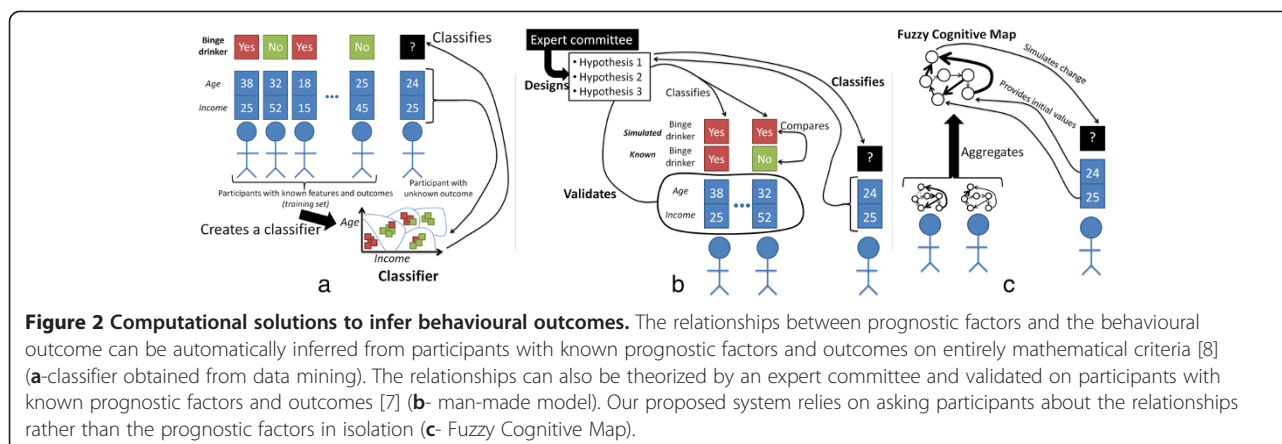 Binge drinker Yes No Yes No ? Classifies
Age 38 32 18 ... 25 24
Income 25 52 15 45 25
Participants with known features and outcomes
(training set)
Participant with
unknown outcome
Creates a classifier
Age
Income
Classifier
a
Expert committee
Designs
• Hypothesis 1
• Hypothesis 2
• Hypothesis 3
Classifies
Classifies
Compares
Simulated Binge drinker Yes Yes
Known Binge drinker Yes No
?
Validates
Age 38 ... 32 24
Income 25 52 25
b
Fuzzy Cognitive Map
Simulates change
Provides initial values
?
24
25
Aggregates
c
Figure 2 Computational solutions to infer behavioural outcomes. The relationships between prognostic factors and the behavioural
outcome can be automatically inferred from participants with known prognostic factors and outcomes on entirely mathematical criteria [8]
(a-classifier obtained from data mining). The relationships can also be theorized by an expert committee and validated on participants with
known prognostic factors and outcomes [7] (b- man-made model). Our proposed system relies on asking participants about the relationships
rather than the prognostic factors in isolation (c- Fuzzy Cognitive Map).